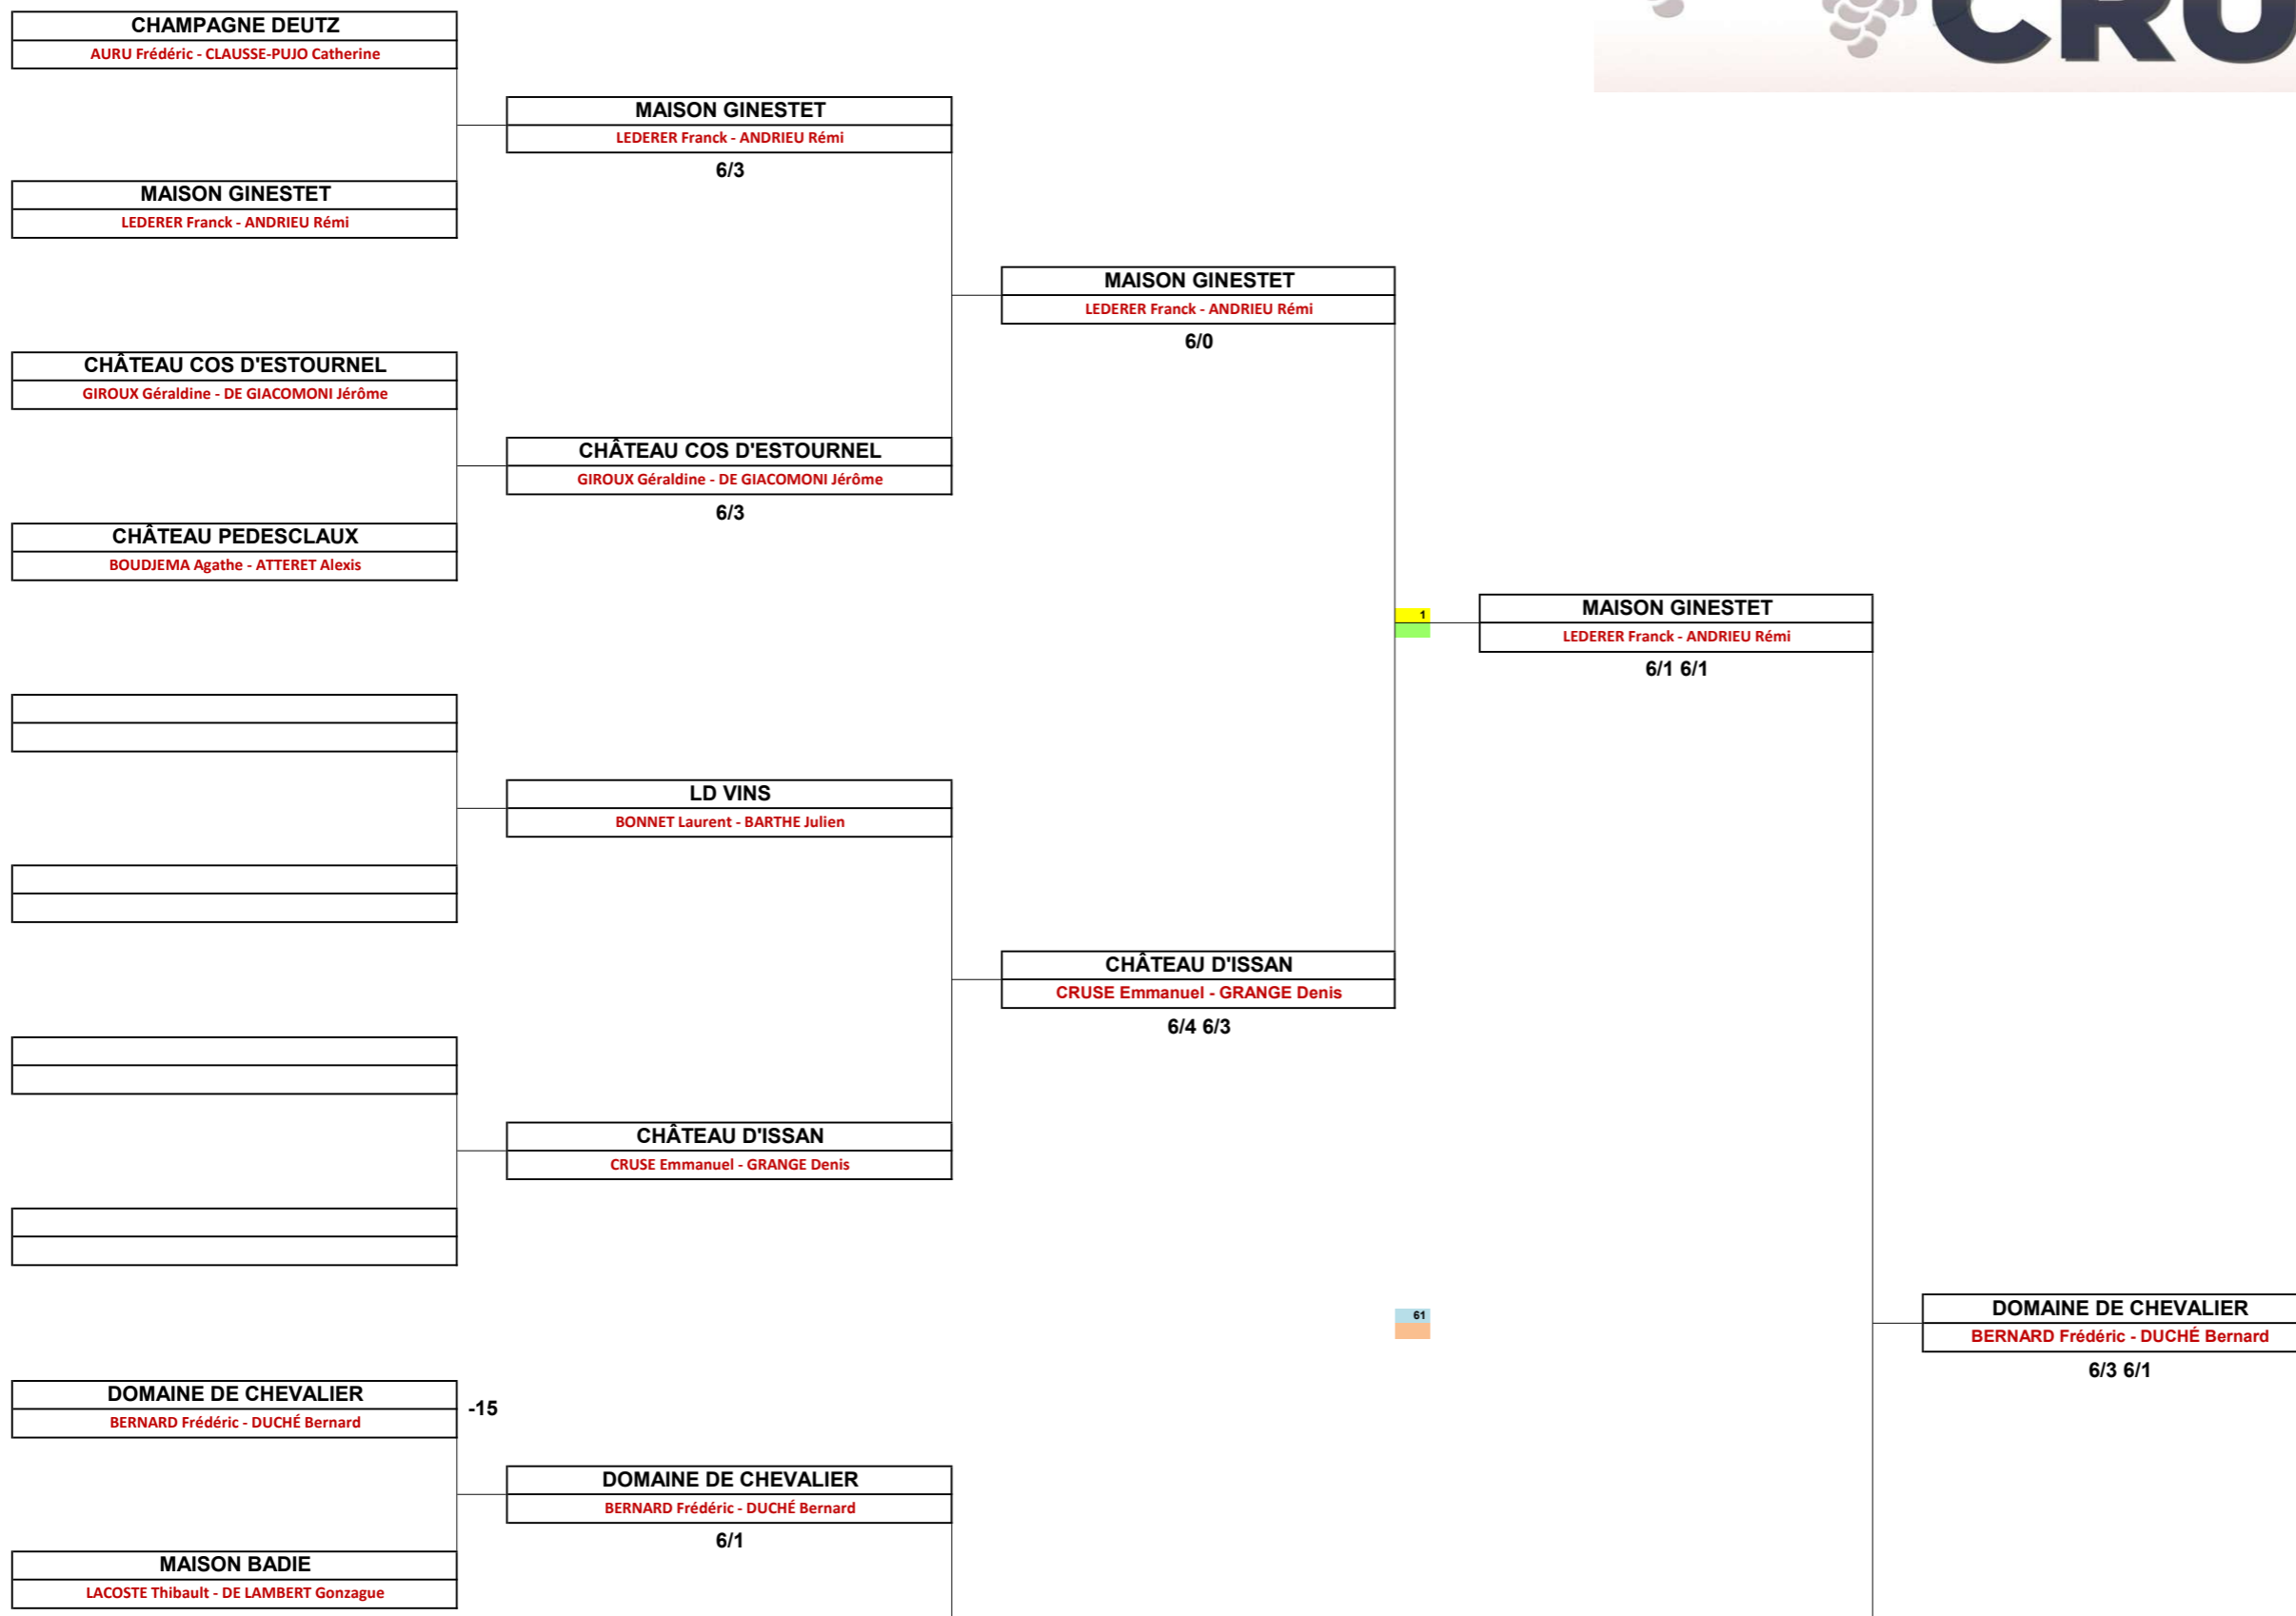 CRU
CHAMPAGNE DEUTZ
AURU Frédéric - CLAUSSE-PUJO Catherine
MAISON GINESTET
LEDERER Franck - ANDRIEU Rémi
6/3
MAISON GINESTET
LEDERER Franck - ANDRIEU Rémi
MAISON GINESTET
LEDERER Franck - ANDRIEU Rémi
6/0
CHÂTEAU COS D'ESTOURNEL
GIROUX Géraldine - DE GIACOMONI Jérôme
CHÂTEAU COS D'ESTOURNEL
GIROUX Géraldine - DE GIACOMONI Jérôme
6/3
CHÂTEAU PEDESCLAUX
BOUDJEMA Agathe - ATTERET Alexis
1
MAISON GINESTET
LEDERER Franck - ANDRIEU Rémi
6/1 6/1
LD VINS
BONNET Laurent - BARTHE Julien
CHÂTEAU D'ISSAN
CRUSE Emmanuel - GRANGE Denis
6/4 6/3
CHÂTEAU D'ISSAN
CRUSE Emmanuel - GRANGE Denis
61
DOMAINE DE CHEVALIER
BERNARD Frédéric - DUCHÉ Bernard
6/3 6/1
DOMAINE DE CHEVALIER
BERNARD Frédéric - DUCHÉ Bernard
-15
DOMAINE DE CHEVALIER
BERNARD Frédéric - DUCHÉ Bernard
6/1
MAISON BADIE
LACOSTE Thibault - DE LAMBERT Gonzague